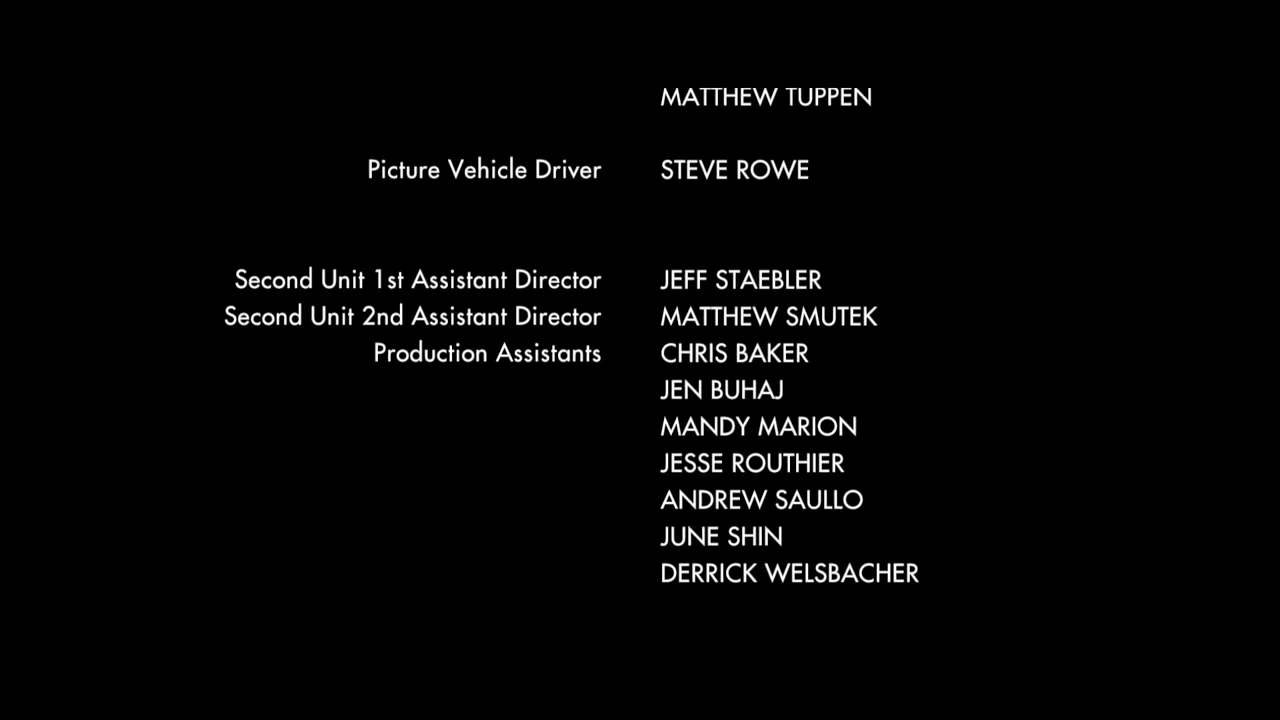 MATTHEW TUPPEN
Picture Vehicle Driver STEVE ROWE
Second Unit 1st Assistant Director JEFF STAEBLER
Second Unit 2nd Assistant Director MATTHEW SMUTEK
Production Assistants CHRIS BAKER
JEN BUHAJ
MANDY MARION
JESSE ROUTHIER
ANDREW SAULLO
JUNE SHIN
DERRICK WELSBACHER